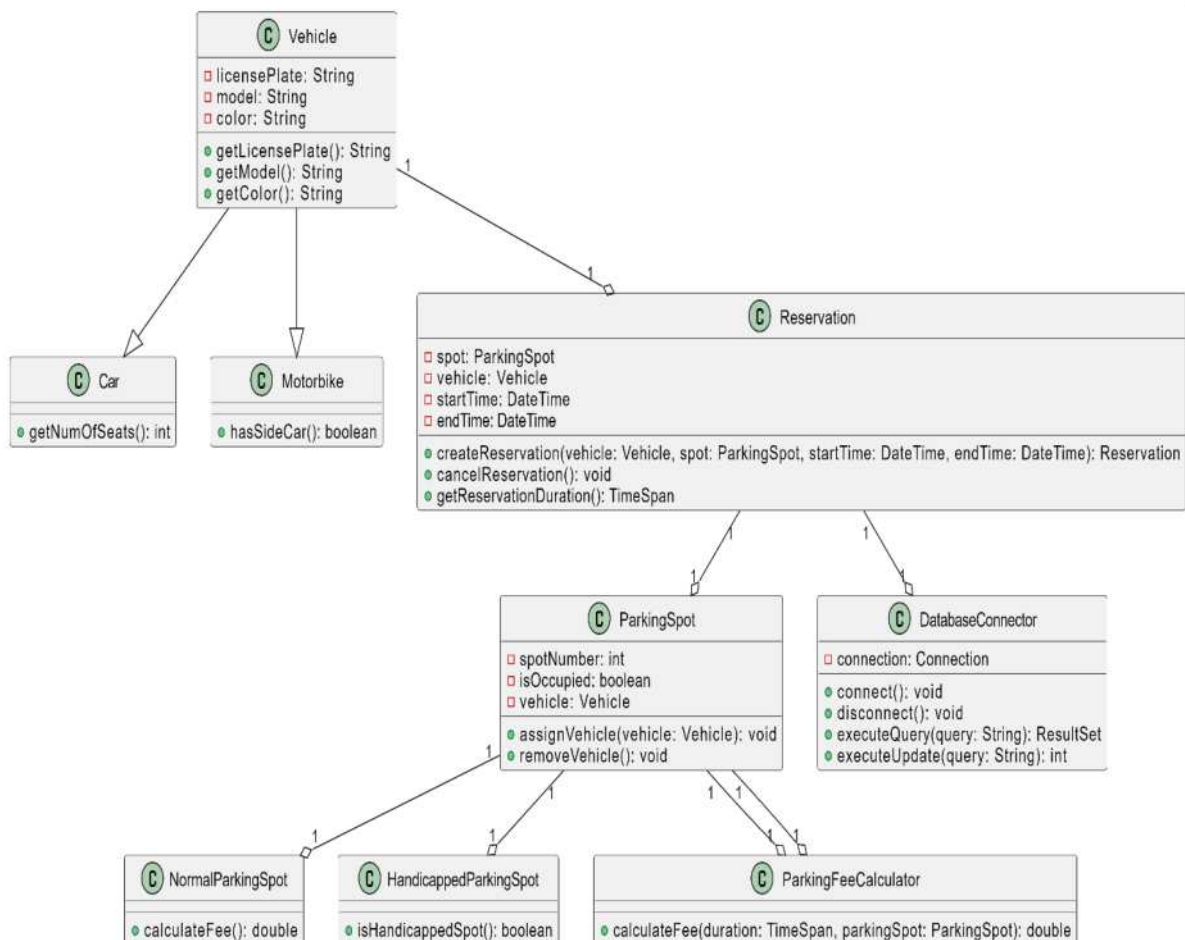 C Vehicle
licensePlate: String
model: String
color: String
getLicensePlate(): String
getModel(): String
getColor(): String
1
1
C Car
getNumOfSeats(): int
C Motorbike
hasSideCar(): boolean
C Reservation
spot: ParkingSpot
vehicle: Vehicle
startTime: DateTime
endTime: DateTime
createReservation(vehicle: Vehicle, spot: ParkingSpot, startTime: DateTime, endTime: DateTime): Reservation
cancelReservation(): void
getReservationDuration(): TimeSpan
1
1
1
1
C ParkingSpot
spotNumber: int
isOccupied: boolean
vehicle: Vehicle
assignVehicle(vehicle: Vehicle): void
removeVehicle(): void
C DatabaseConnector
connection: Connection
connect(): void
disconnect(): void
executeQuery(query: String): ResultSet
executeUpdate(query: String): int
1
1
1
1
1
1
1
1
C NormalParkingSpot
calculateFee(): double
C HandicappedParkingSpot
isHandicappedSpot(): boolean
C ParkingFeeCalculator
calculateFee(duration: TimeSpan, parkingSpot: ParkingSpot): double